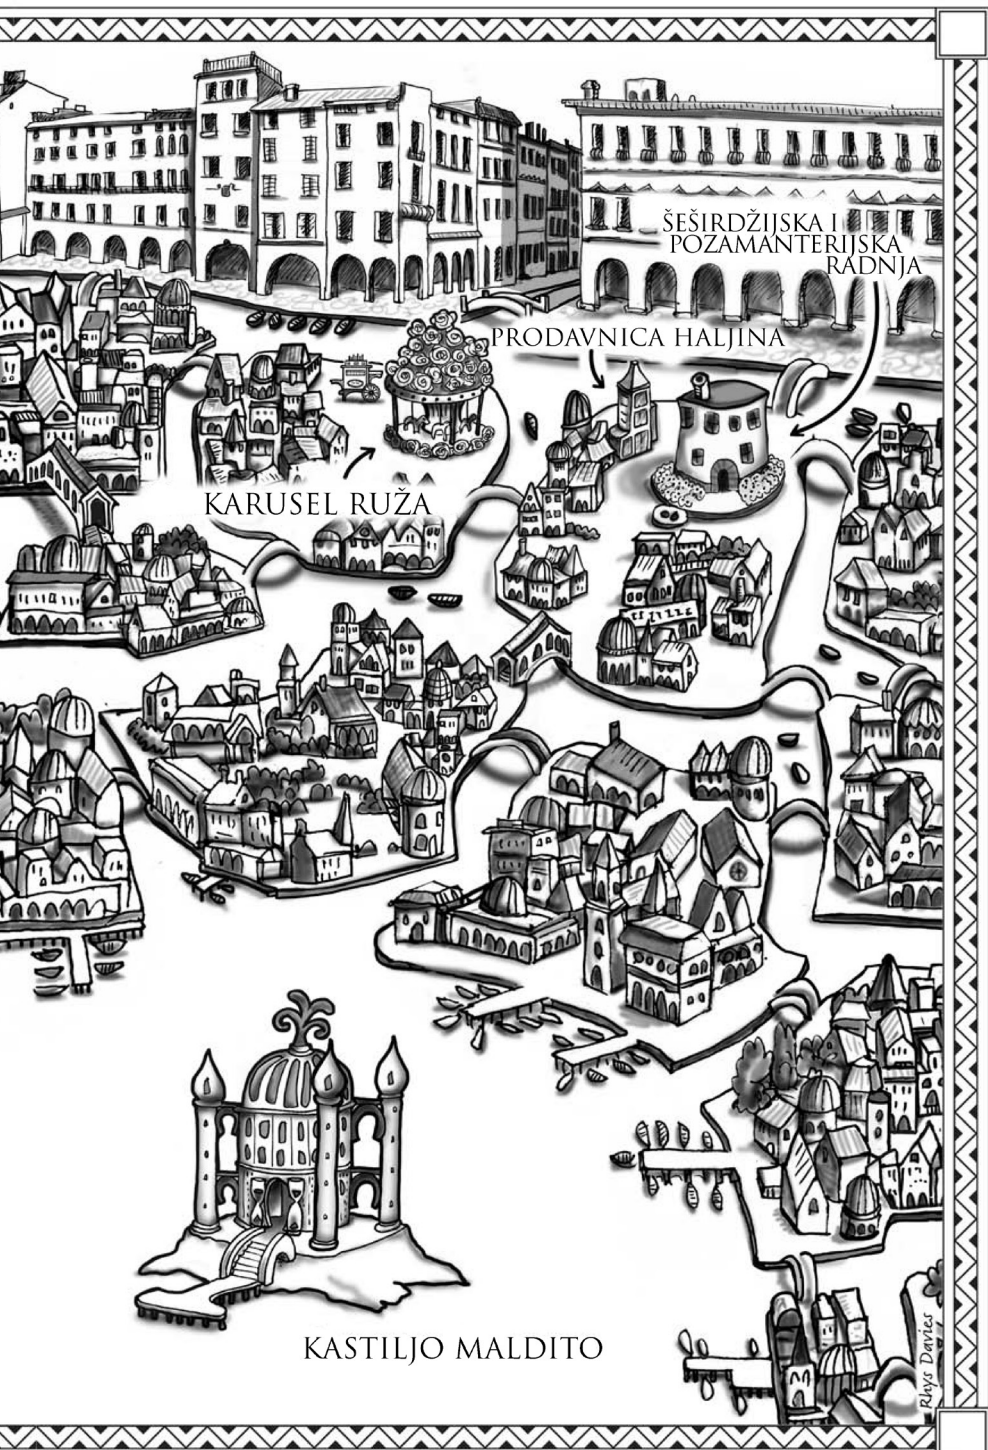 ŠEŠIRDŽIJSKA I
POZAMANTERIJSKA
RADNJA
PRODAVNICA HALJINA
KARUSEL RUŽA
KASTILJO MALDITO
Rhys Davies